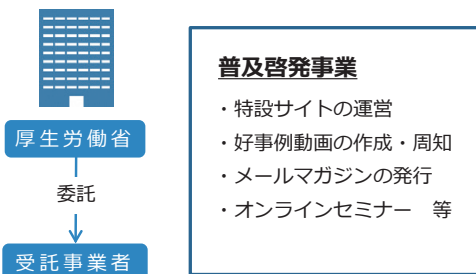 厚生労働省
委託
受託事業者
普及啓発事業
・特設サイトの運営
・好事例動画の作成・周知
・メールマガジンの発行
・オンラインセミナー　等